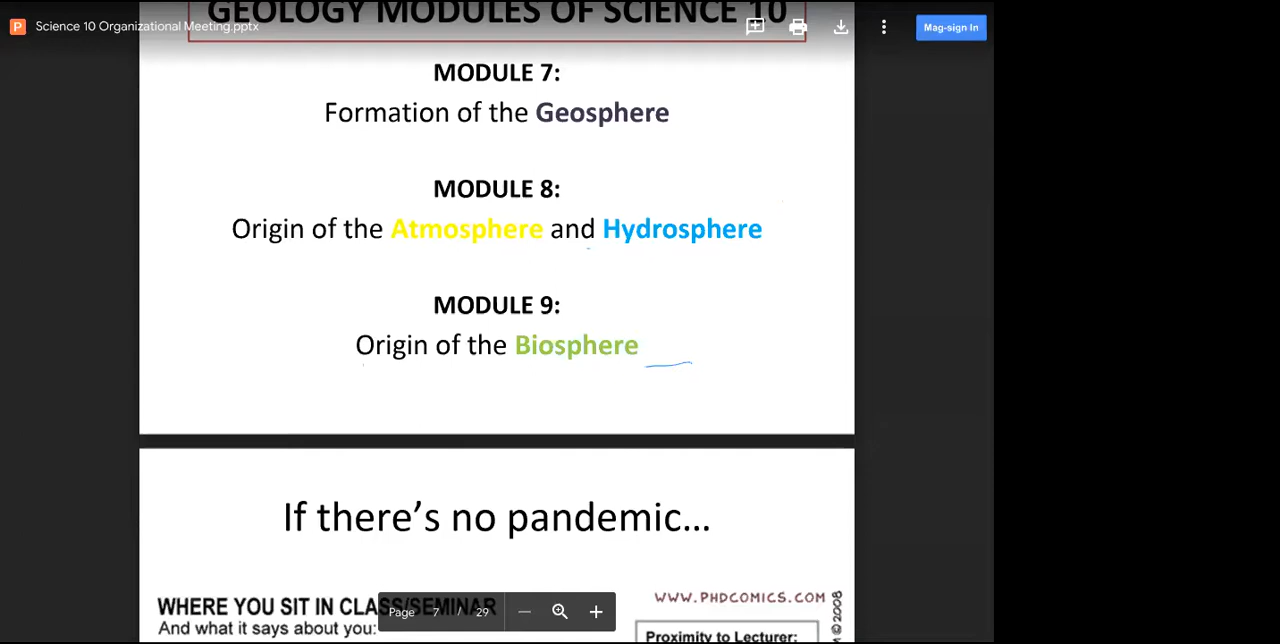 GEOLOGY MODULES OF SCIENCE 10
Science 10 Organizational Meeting.pptx
Mag-sign In
MODULE 7:
Formation of the Geosphere
MODULE 8:
Origin of the Atmosphere and Hydrosphere
MODULE 9:
Origin of the Biosphere
If there's no pandemic...
WHERE YOU SIT IN CLASS/SEMINAR
And what it says about you:
WWW.PHDCOMICS.COM
© 2008
Proximity to Lecturer:
Page 7 / 29